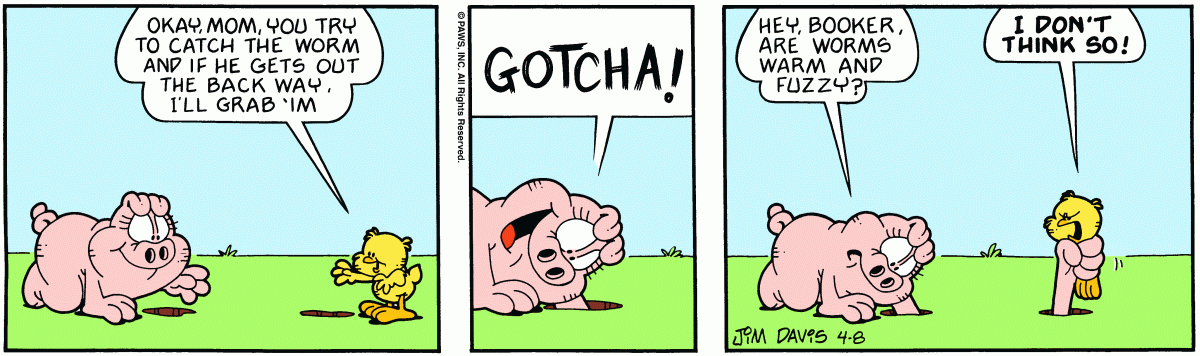 OKAY, MOM, YOU TRY
TO CATCH THE WORM
AND IF HE GETS OUT
THE BACK WAY,
I'LL GRAB 'IM
© PAWS, INC. All Rights Reserved.
GOTCHA!
HEY, BOOKER,
ARE WORMS
WARM AND
FUZZY?
I DON'T
THINK SO!
JIM DAVIS 4-8